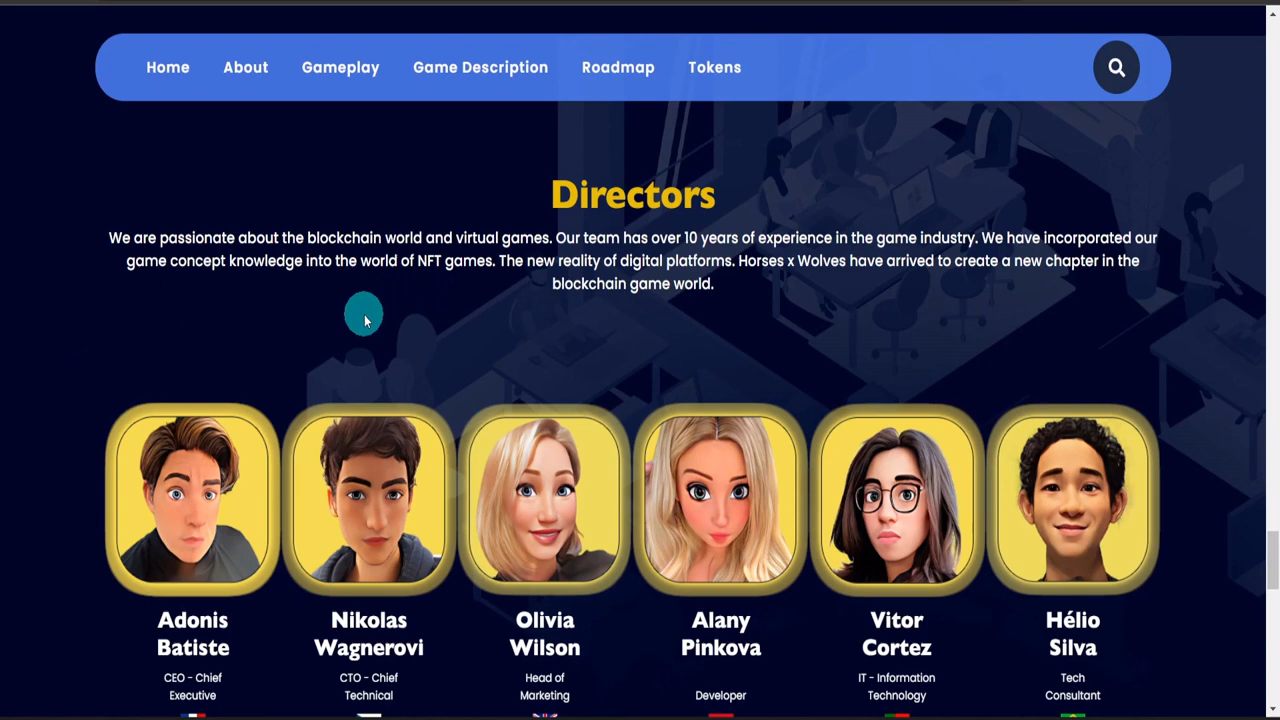 Home About Gameplay Game Description Roadmap Tokens
Directors
We are passionate about the blockchain world and virtual games. Our team has over 10 years of experience in the game industry. We have incorporated our
game concept knowledge into the world of NFT games. The new reality of digital platforms. Horses x Wolves have arrived to create a new chapter in the
blockchain game world.
Adonis
Batiste
CEO - Chief
Executive
Nikolas
Wagnerovi
CTO - Chief
Technical
Olivia
Wilson
Head of
Marketing
Alany
Pinkova
Developer
Vitor
Cortez
IT - Information
Technology
Hélio
Silva
Tech
Consultant